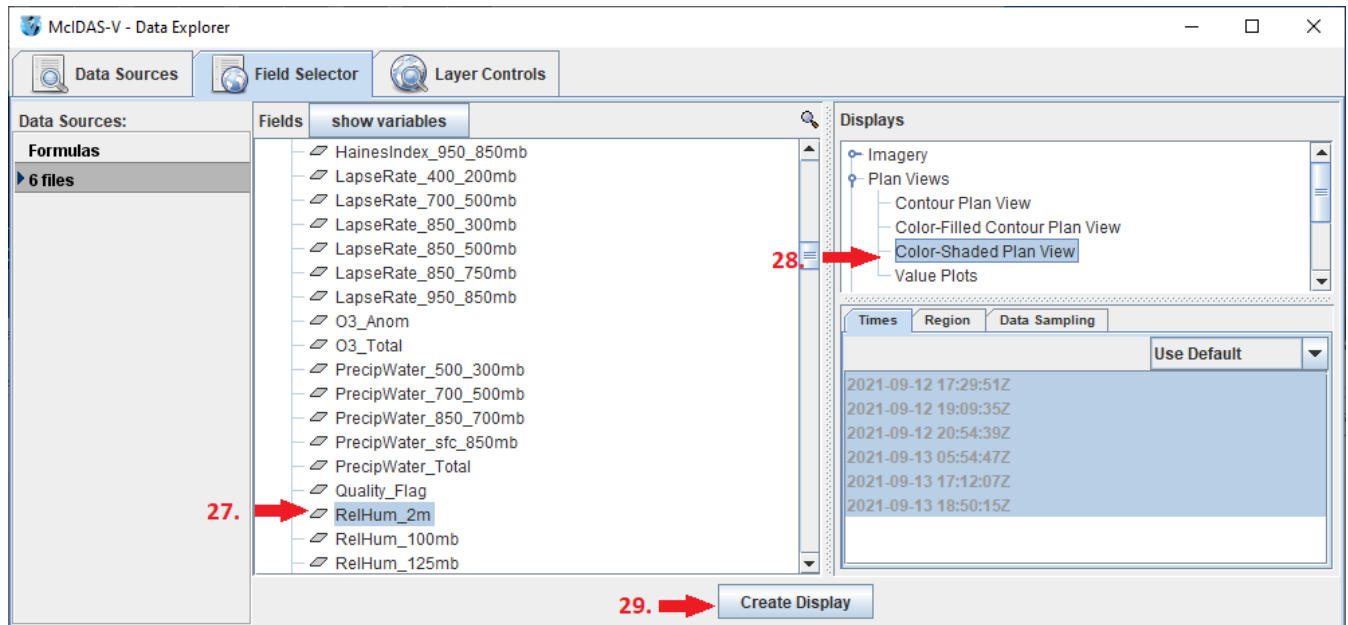 McIDAS-V - Data Explorer
Data Sources
Field Selector
Layer Controls
Data Sources:
Formulas
6 files
Fields
show variables
HainesIndex_950_850mb
LapseRate_400_200mb
LapseRate_700_500mb
LapseRate_850_300mb
LapseRate_850_500mb
LapseRate_850_750mb
LapseRate_950_850mb
O3_Anom
O3_Total
PrecipWater_500_300mb
PrecipWater_700_500mb
PrecipWater_850_700mb
PrecipWater_sfc_850mb
PrecipWater_Total
Quality_Flag
27.
RelHum_2m
RelHum_100mb
RelHum_125mb
Displays
Imagery
Plan Views
Contour Plan View
Color-Filled Contour Plan View
28.
Color-Shaded Plan View
Value Plots
Times
Region
Data Sampling
Use Default
2021-09-12 17:29:51Z
2021-09-12 19:09:35Z
2021-09-12 20:54:39Z
2021-09-13 05:54:47Z
2021-09-13 17:12:07Z
2021-09-13 18:50:15Z
29.
Create Display